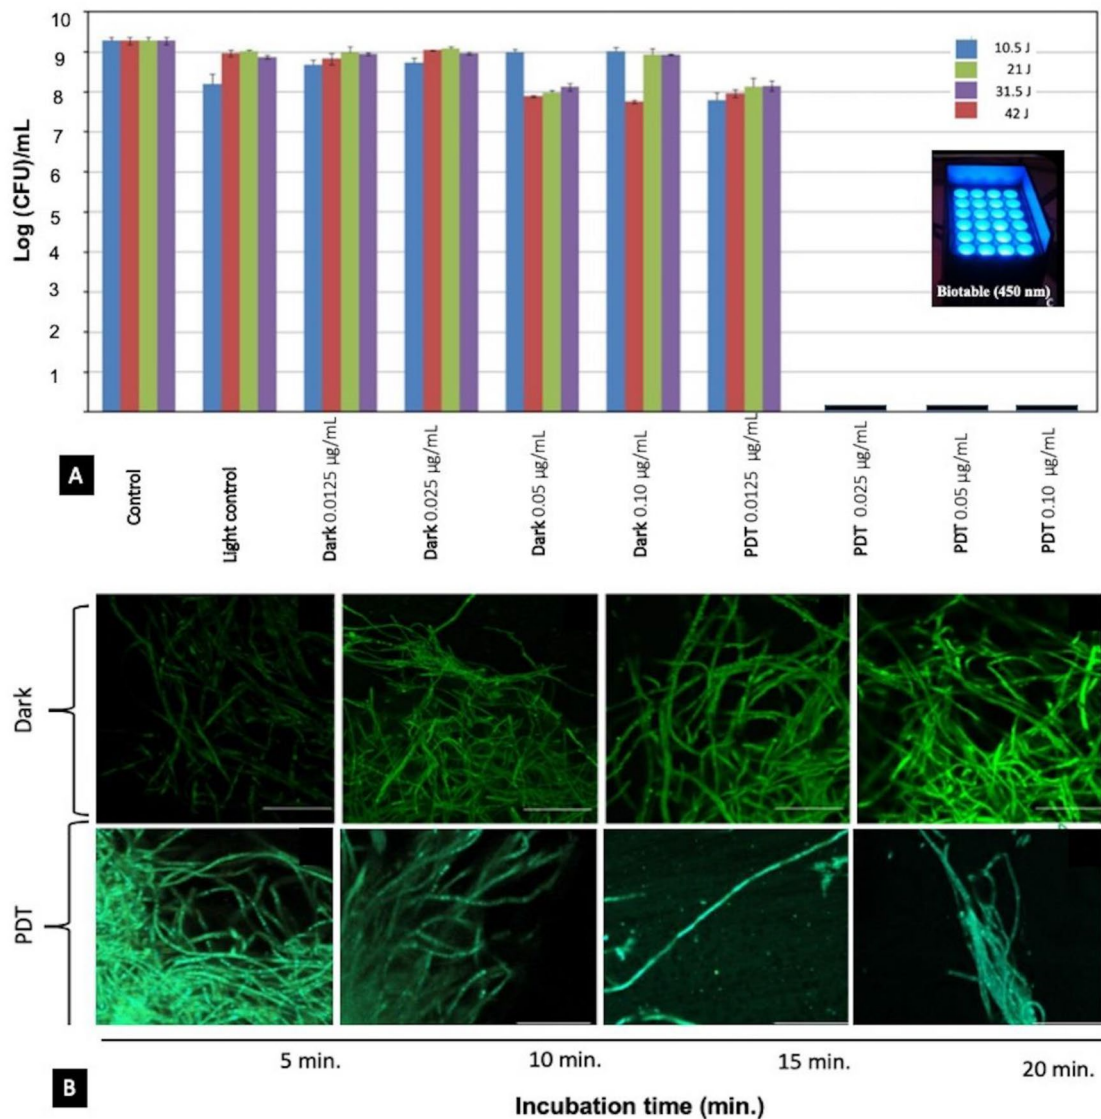 10
9
8
7
6
5
4
3
2
1
Log (CFU)/mL
10.5 J
21 J
31.5 J
42 J
Biotable (450 nm)
C
A
Control
Light control
Dark 0.0125 µg/mL
Dark 0.025 µg/mL
Dark 0.05 µg/mL
Dark 0.10 µg/mL
PDT 0.0125 µg/mL
PDT 0.025 µg/mL
PDT 0.05 µg/mL
PDT 0.10 µg/mL
Dark
PDT
5 min.
10 min.
15 min.
20 min.
B
Incubation time (min.)